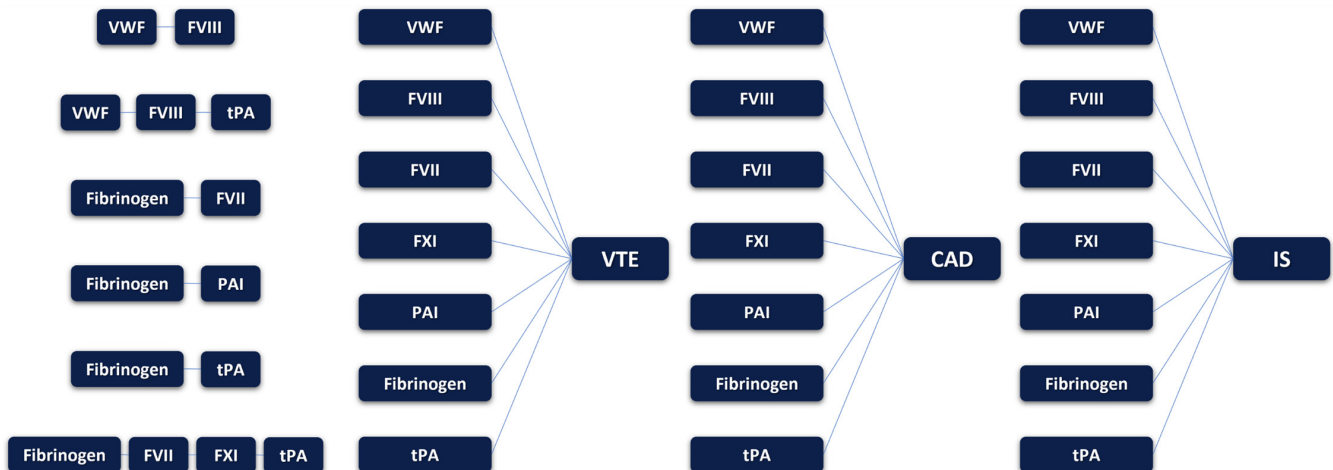 VWF FVIII
VWF FVIII tPA
Fibrinogen FVII
Fibrinogen PAI
Fibrinogen tPA
Fibrinogen FVII FXI tPA
VWF
FVIII
FVII
FXI
PAI
Fibrinogen
tPA
VTE
VWF
FVIII
FVII
FXI
PAI
Fibrinogen
tPA
CAD
VWF
FVIII
FVII
FXI
PAI
Fibrinogen
tPA
IS